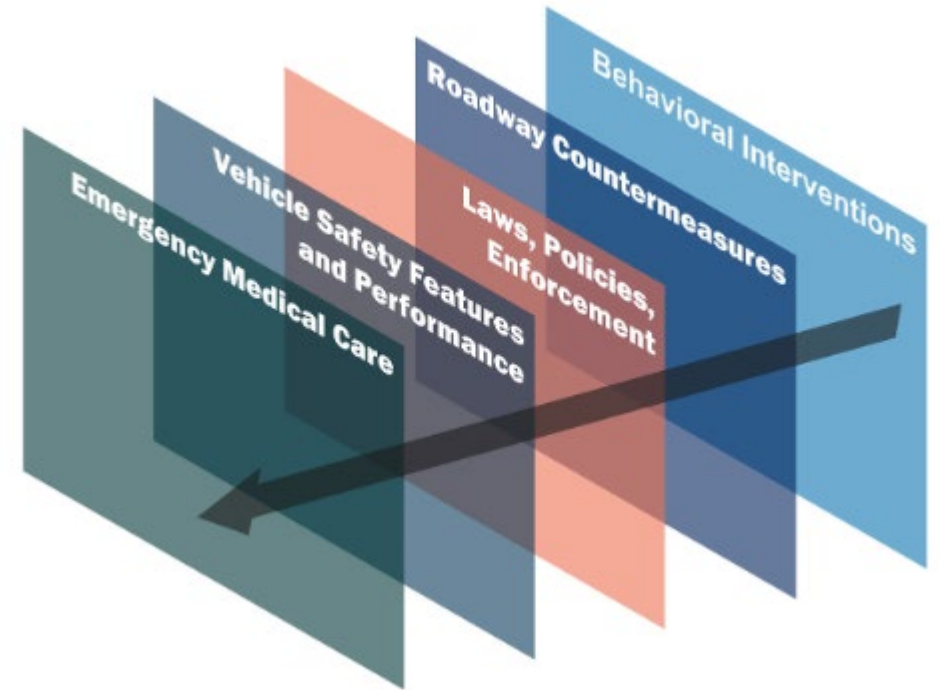 Behavioral Interventions
Roadway Countermeasures
Laws, Policies,
Enforcement
Vehicle Safety Features
and Performance
Emergency Medical Care